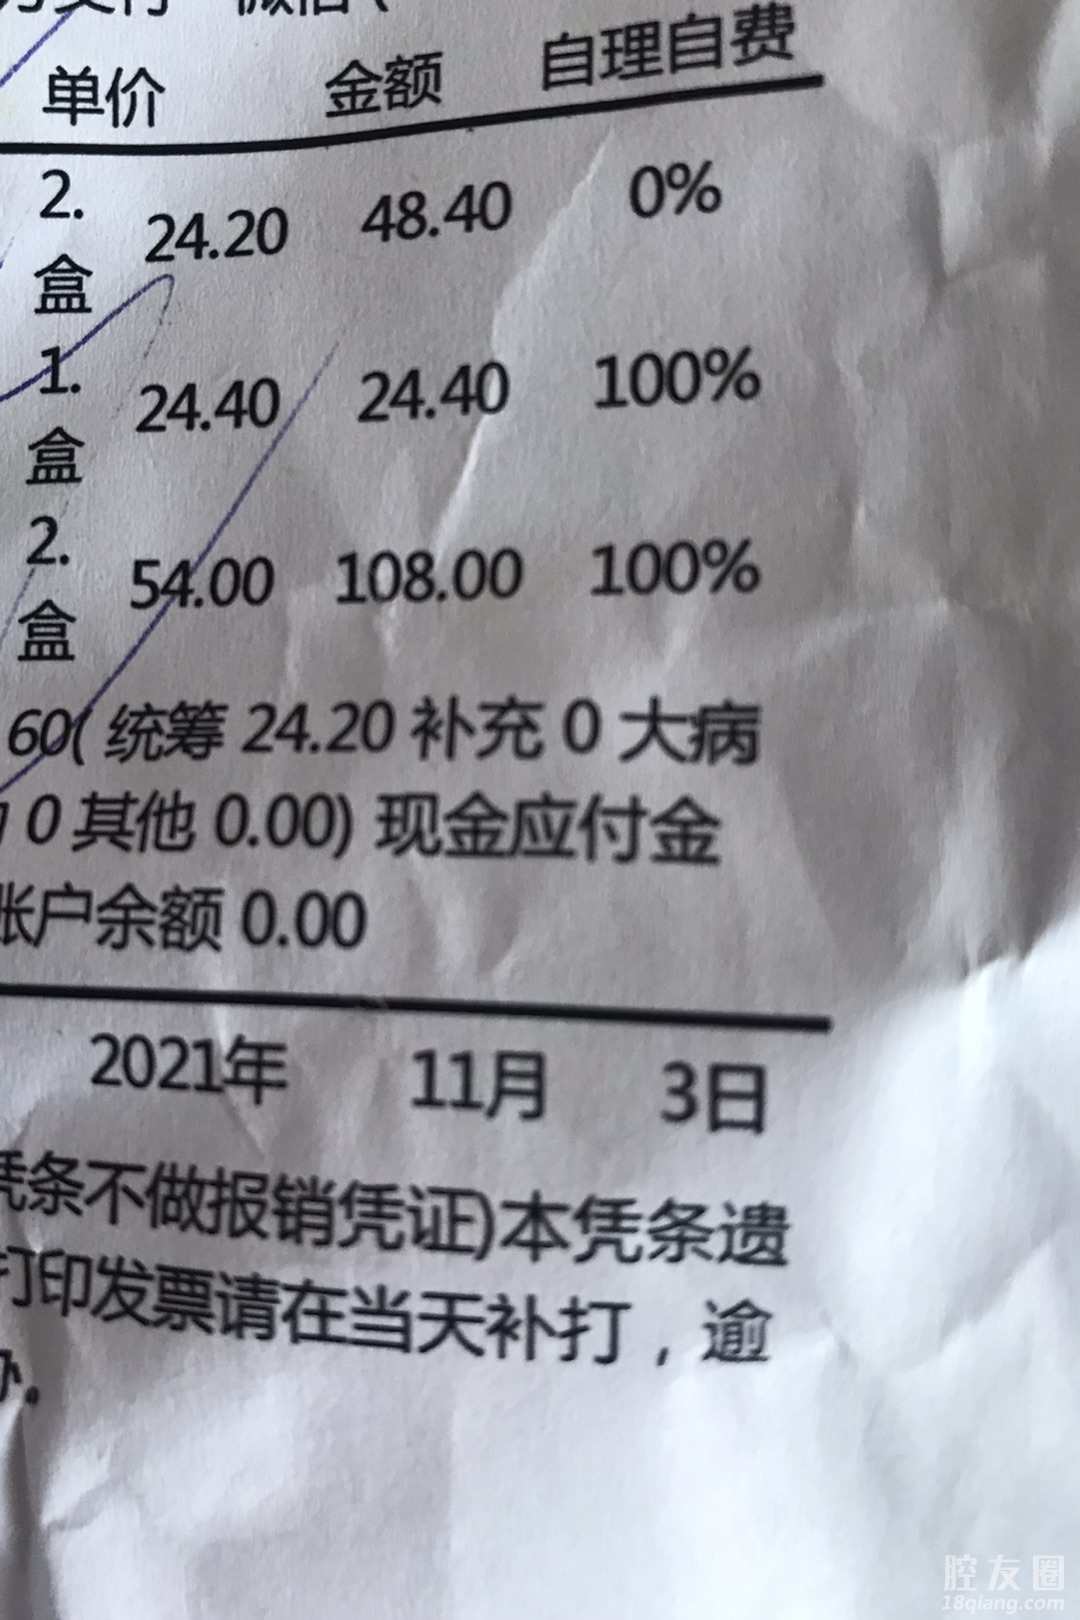 单价 金额 自理自费
2.
盒 24.20 48.40 0%
1.
盒 24.40 24.40 100%
2.
盒 54.00 108.00 100%
60( 统筹 24.20 补充 0 大病
0 其他 0.00) 现金应付金
账户余额 0.00
2021年 11月 3日
凭条不做报销凭证)本凭条遗
打印发票请在当天补打，逾
腔友圈
18qiang.com